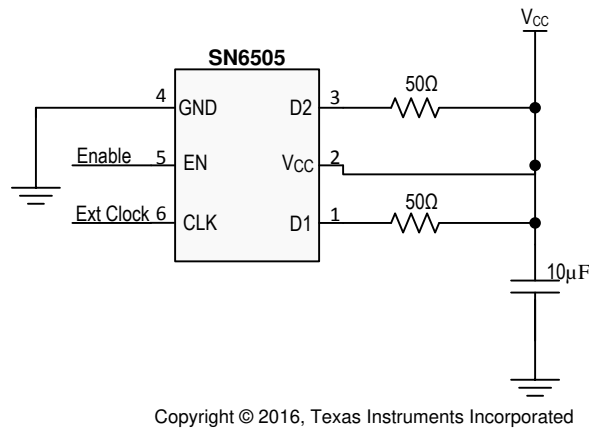 VCC
SN6505
50Ω
4
GND
D2
3
Enable
5
EN
VCC
2
50Ω
Ext Clock
6
CLK
D1
1
10μF
Copyright © 2016, Texas Instruments Incorporated